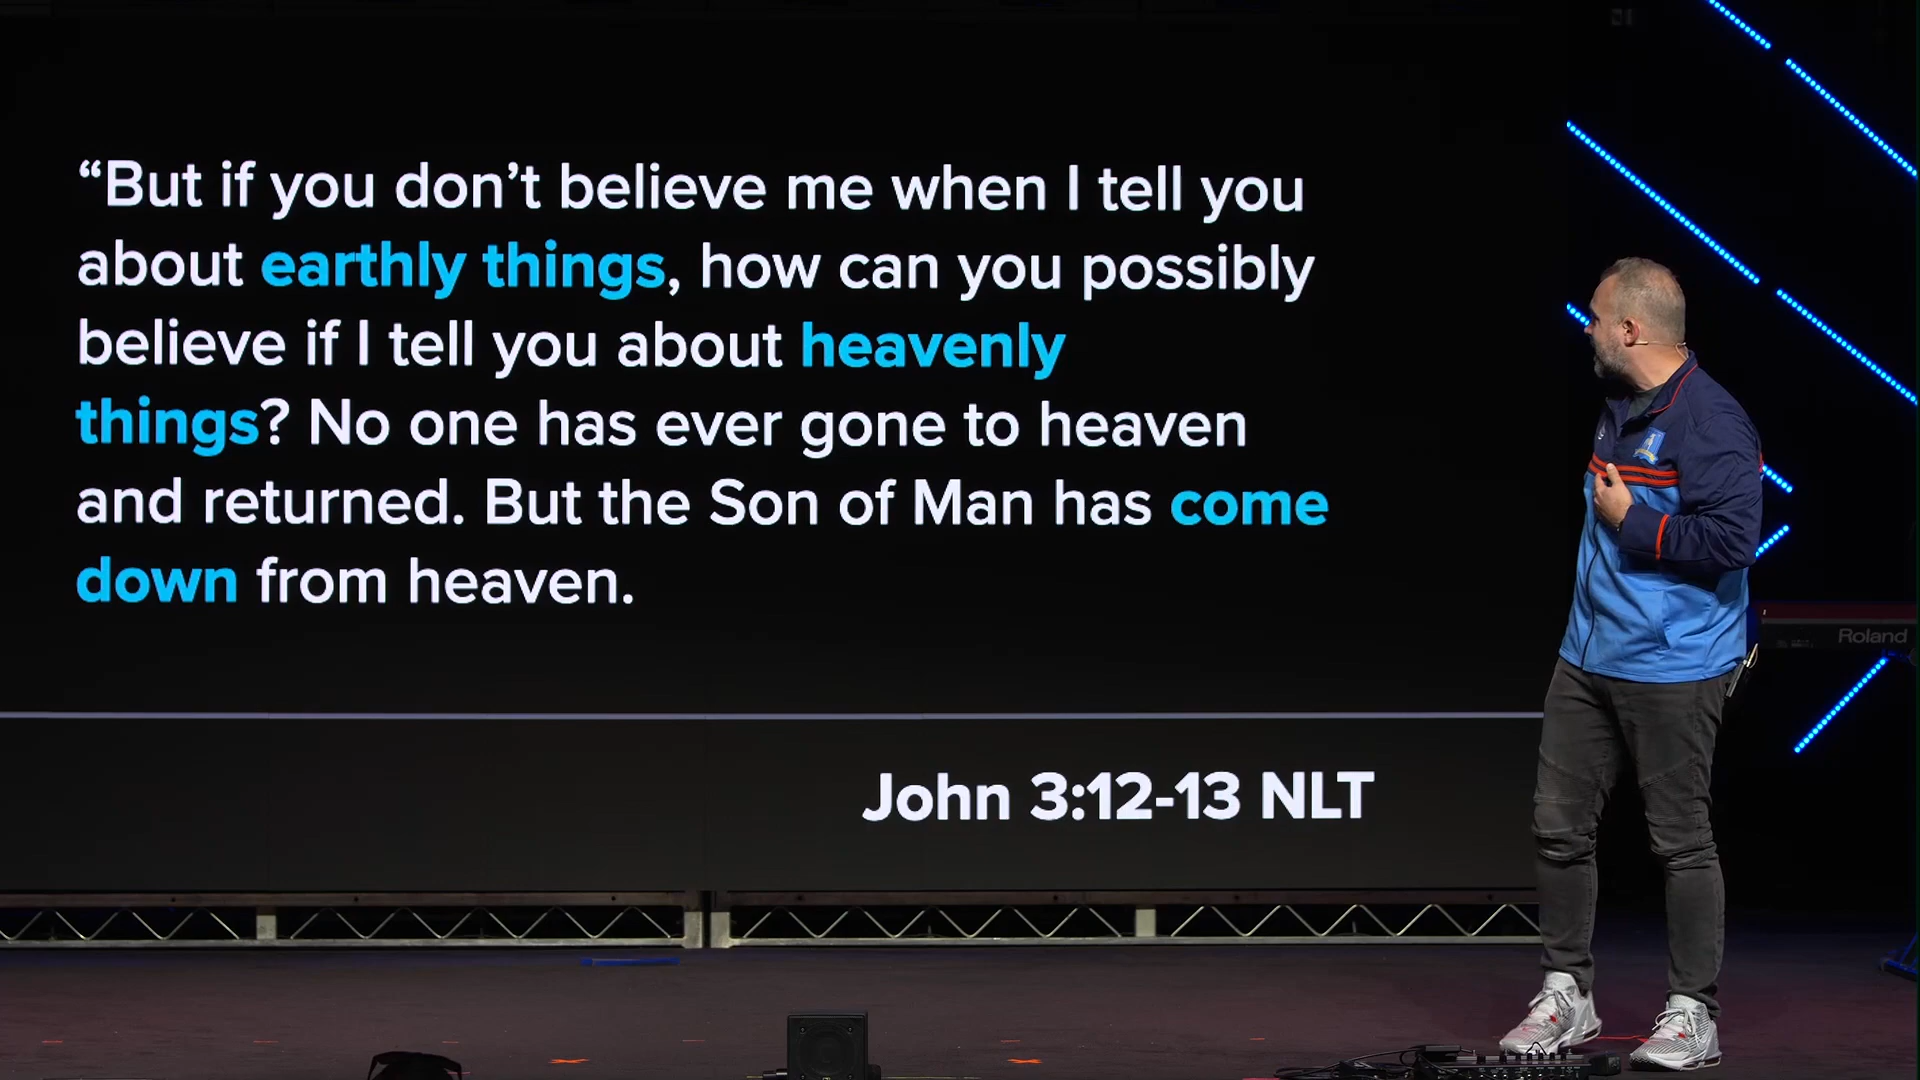 “But if you don’t believe me when I tell you
about earthly things, how can you possibly
believe if I tell you about heavenly
things? No one has ever gone to heaven
and returned. But the Son of Man has come
down from heaven.
John 3:12-13 NLT
Roland